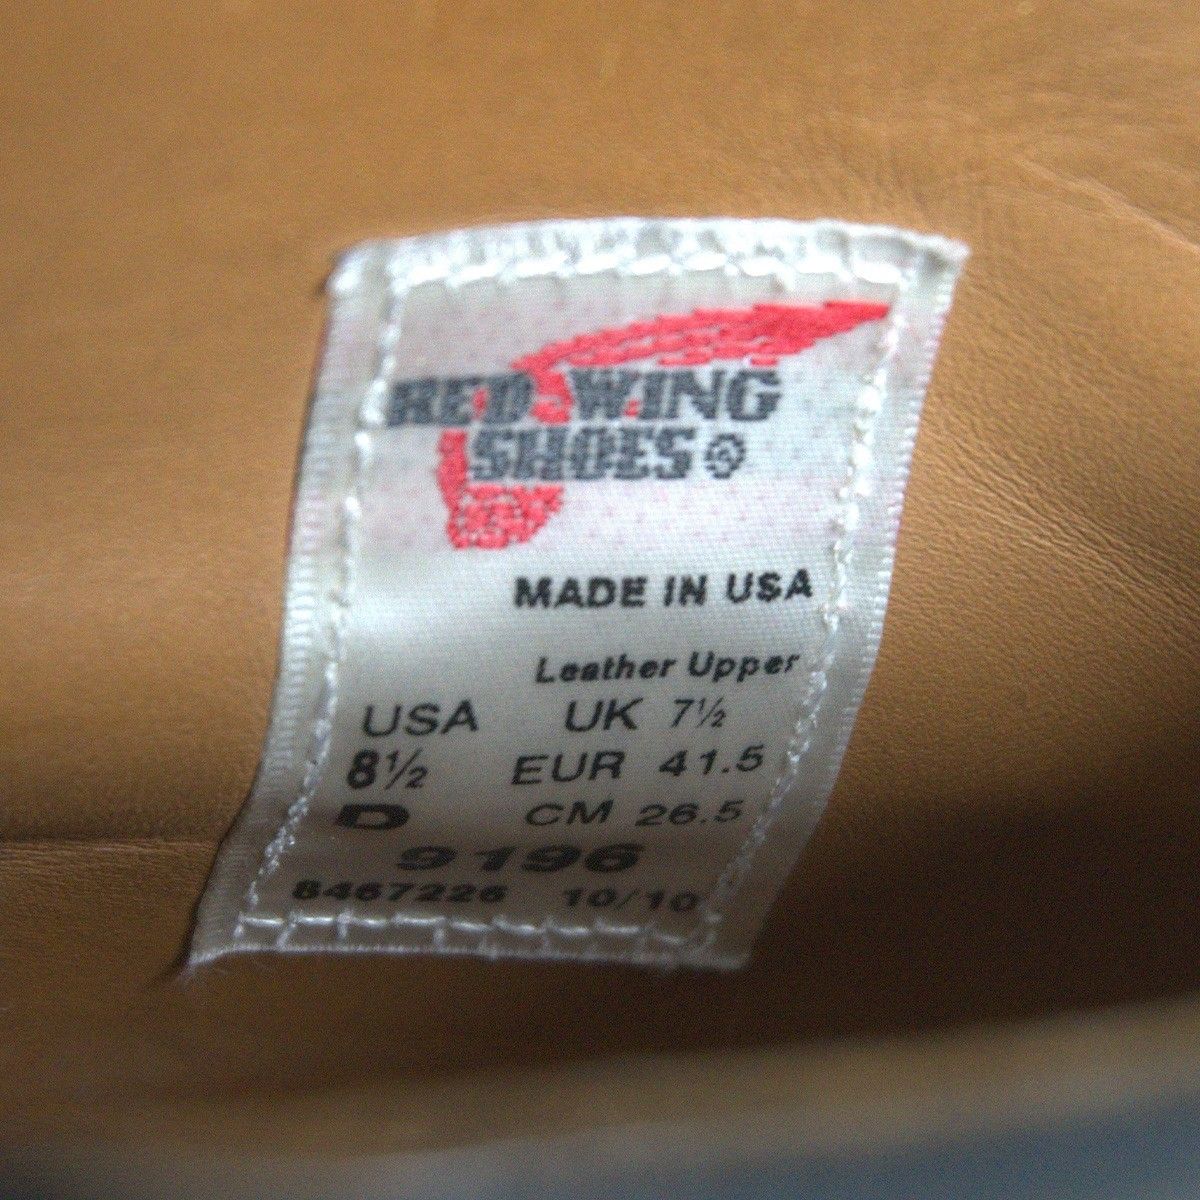 RED WING
SHOES ®
MADE IN USA
Leather Upper
USA UK 7½
8½ EUR 41.5
D CM 26.5
9196
8467226 10/10